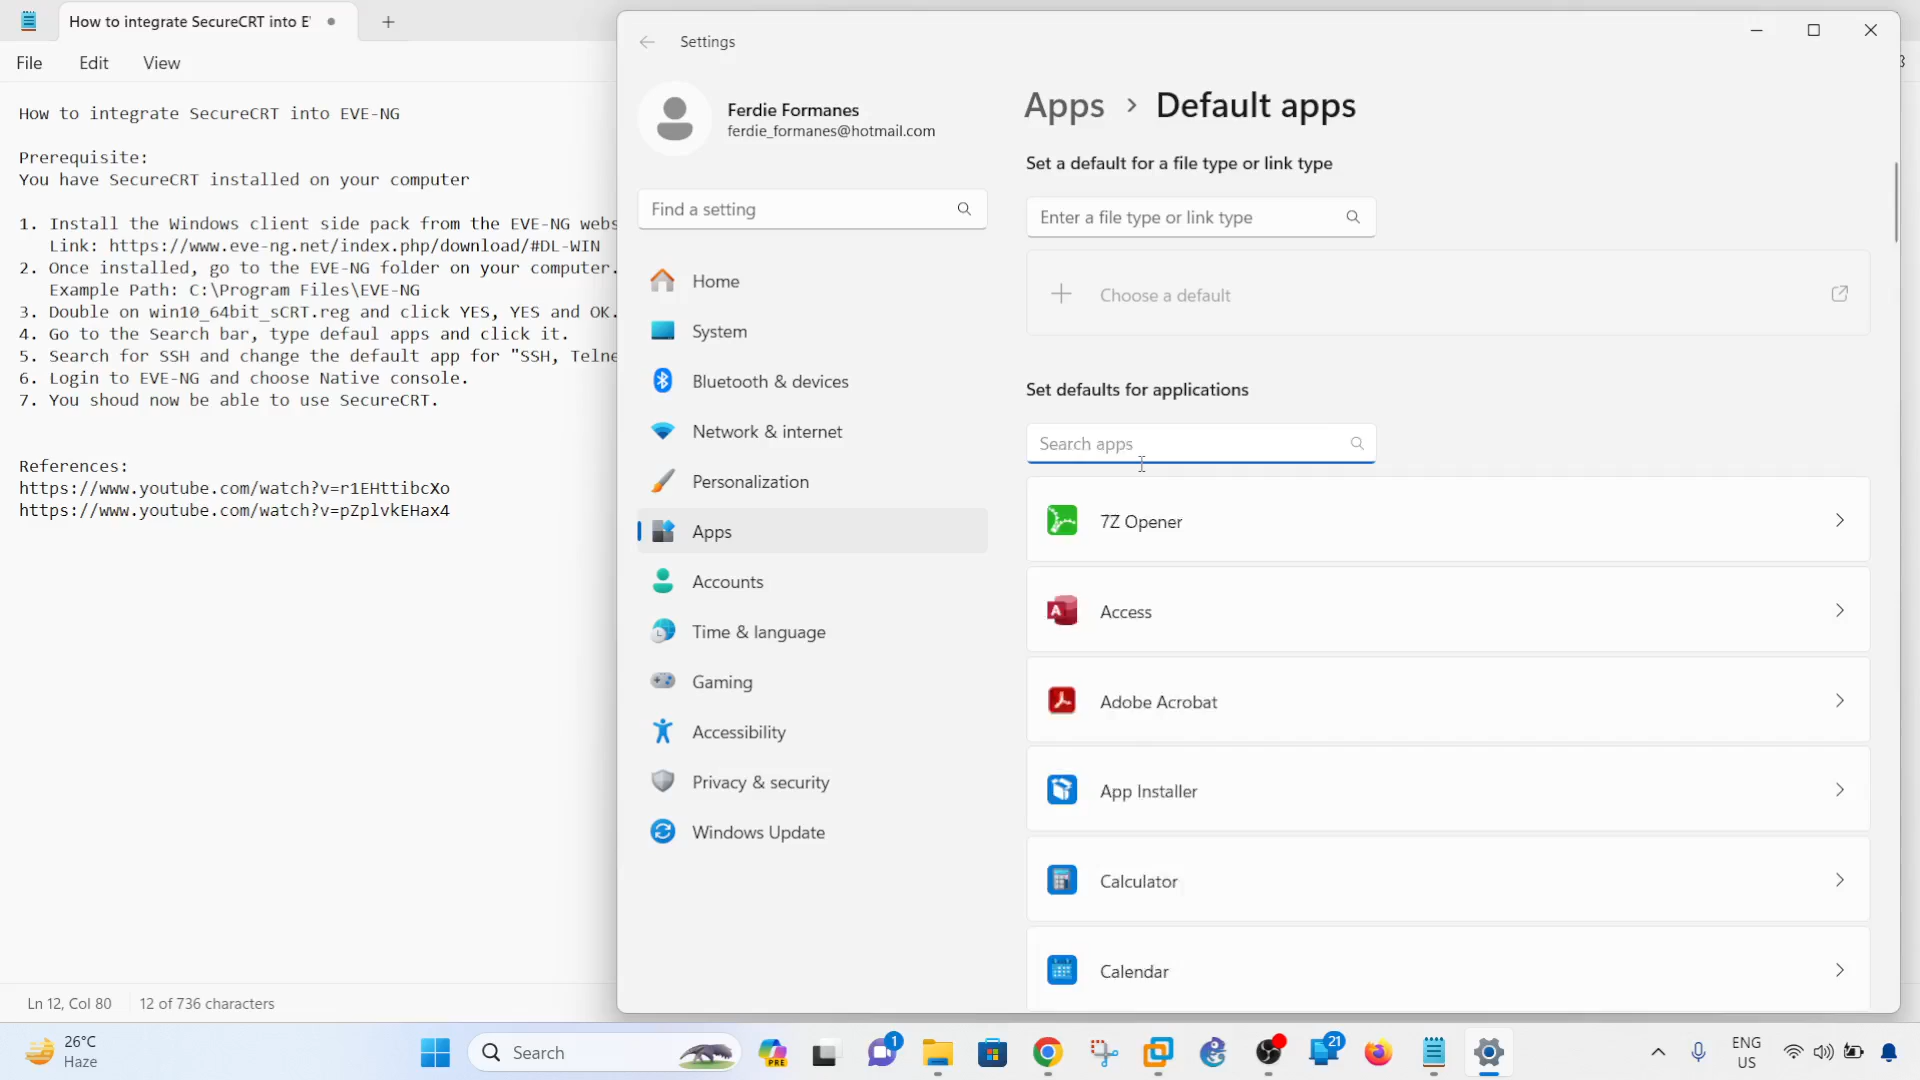 How to integrate SecureCRT into E
File
Edit
View
How to integrate SecureCRT into EVE-NG
Prerequisite:
You have SecureCRT installed on your computer
1. Install the Windows client side pack from the EVE-NG webs
Link: https://www.eve-ng.net/index.php/download/#DL-WIN
2. Once installed, go to the EVE-NG folder on your computer.
Example Path: C:\Program Files\EVE-NG
3. Double on win10_64bit_sCRT.reg and click YES, YES and OK.
4. Go to the Search bar, type defaul apps and click it.
5. Search for SSH and change the default app for "SSH, Telne
6. Login to EVE-NG and choose Native console.
7. You shoud now be able to use SecureCRT.
References:
https://www.youtube.com/watch?v=r1EHttibcXo
https://www.youtube.com/watch?v=pZplvkEHax4
Ln 12, Col 80
12 of 736 characters
Settings
Ferdie Formanes
ferdie_formanes@hotmail.com
Find a setting
Home
System
Bluetooth & devices
Network & internet
Personalization
Apps
Accounts
Time & language
Gaming
Accessibility
Privacy & security
Windows Update
Apps > Default apps
Set a default for a file type or link type
Enter a file type or link type
Choose a default
Set defaults for applications
Search apps
7Z Opener
Access
Adobe Acrobat
App Installer
Calculator
Calendar
26°C
Haze
Search
PRE
1
21
ENG
US